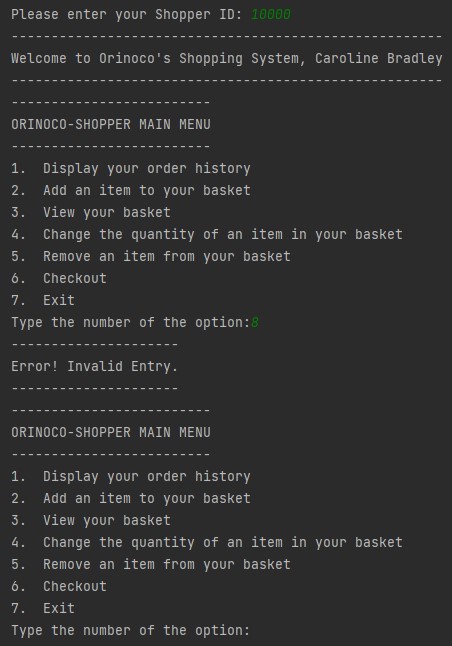 Please enter your Shopper ID: 10000
------------------------------------------------------
Welcome to Orinoco's Shopping System, Caroline Bradley
------------------------------------------------------
-------------------------
ORINOCO-SHOPPER MAIN MENU
-------------------------
1.  Display your order history
2.  Add an item to your basket
3.  View your basket
4.  Change the quantity of an item in your basket
5.  Remove an item from your basket
6.  Checkout
7.  Exit
Type the number of the option:8
---------------------
Error! Invalid Entry.
---------------------
-------------------------
ORINOCO-SHOPPER MAIN MENU
-------------------------
1.  Display your order history
2.  Add an item to your basket
3.  View your basket
4.  Change the quantity of an item in your basket
5.  Remove an item from your basket
6.  Checkout
7.  Exit
Type the number of the option: